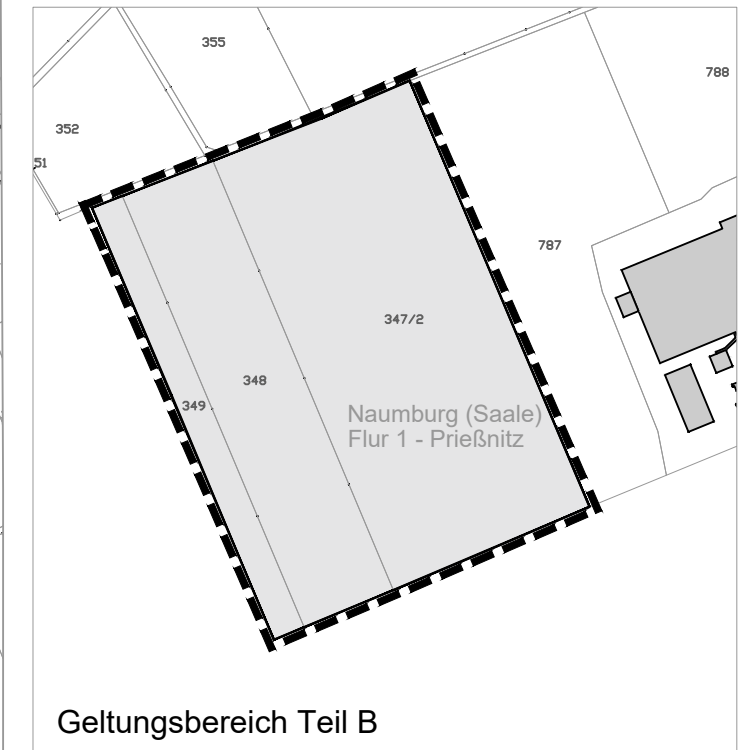 355
788
352
51
787
347/2
348
349
Naumburg (Saale)
Flur 1 - Prießnitz
Geltungsbereich Teil B